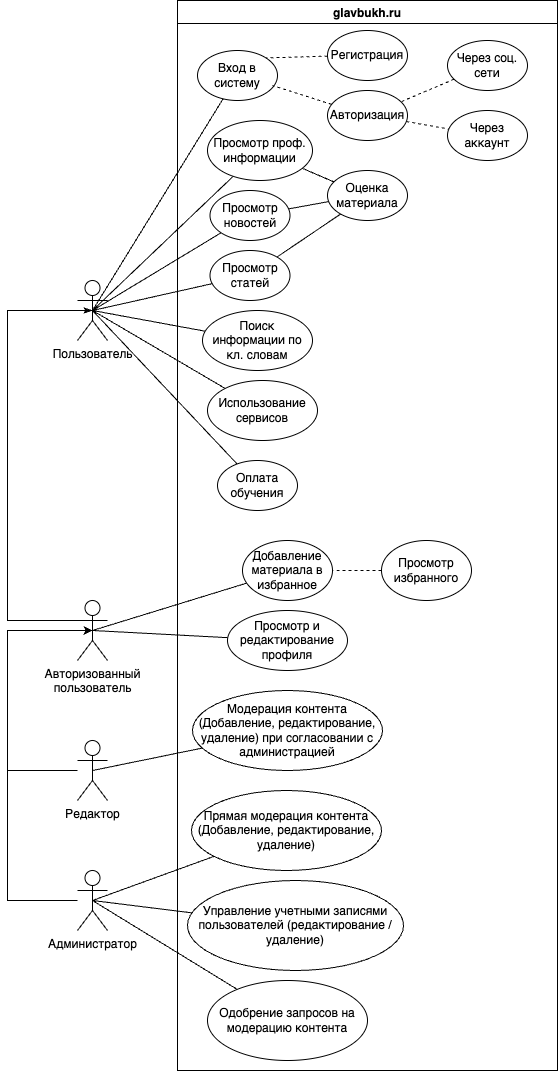 glavbukh.ru
Вход в
систему
Регистрация
Авторизация
Через соц.
сети
Через
аккаунт
Просмотр проф.
информации
Оценка
материала
Просмотр
новостей
Просмотр
статей
Пользователь
Поиск
информации по
кл. словам
Использование
сервисов
Оплата
обучения
Добавление
материала в
избранное
Просмотр
избранного
Авторизованный
пользователь
Просмотр и
редактирование
профиля
Модерация контента
(Добавление, редактирование,
удаление) при согласовании с
администрацией
Редактор
Прямая модерация контента
(Добавление, редактирование,
удаление)
Администратор
Управление учетными записями
пользователей (редактирование /
удаление)
Одобрение запросов на
модерацию контента